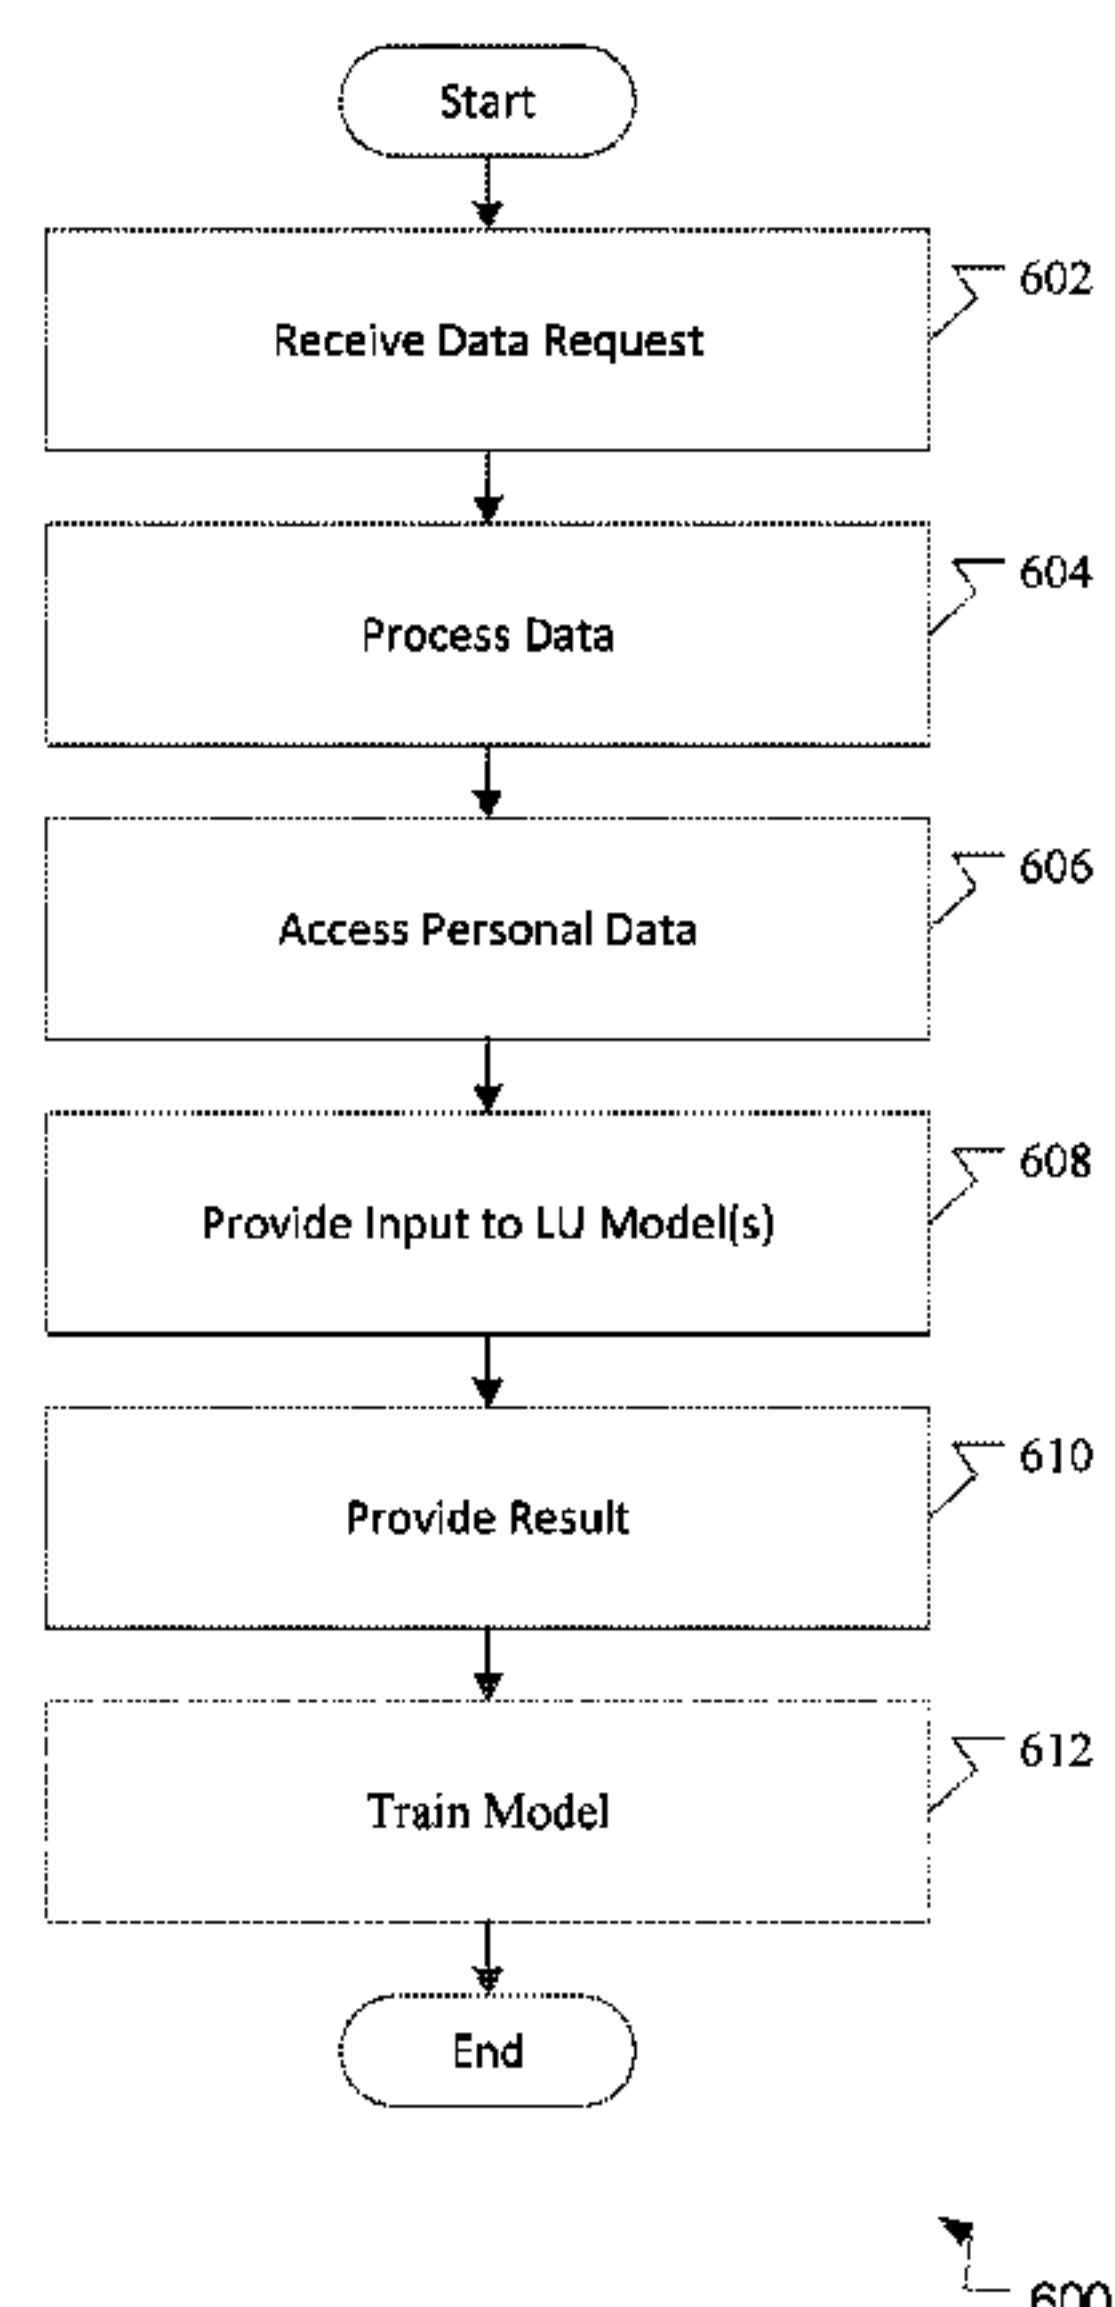 Start
Receive Data Request
602
Process Data
604
Access Personal Data
606
Provide Input to LU Model(s)
608
Provide Result
610
Train Model
612
End
600